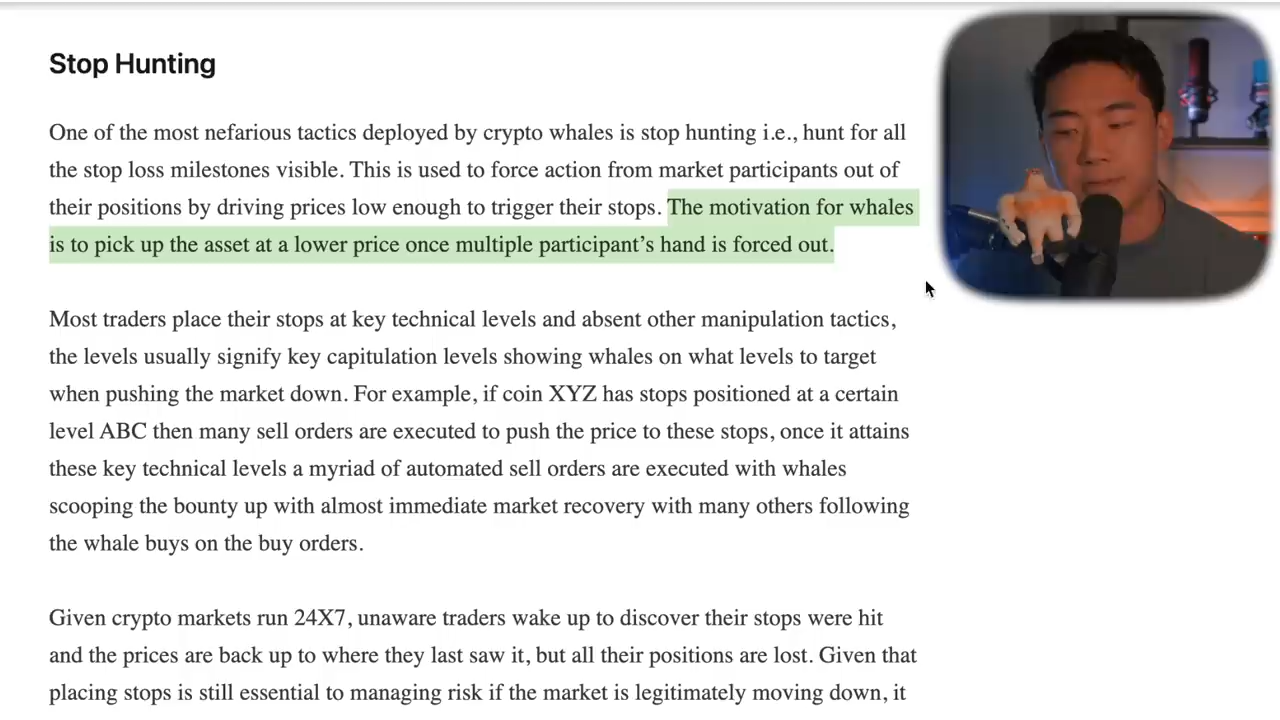 Stop Hunting
One of the most nefarious tactics deployed by crypto whales is stop hunting i.e., hunt for all
the stop loss milestones visible. This is used to force action from market participants out of
their positions by driving prices low enough to trigger their stops. The motivation for whales
is to pick up the asset at a lower price once multiple participant’s hand is forced out.
Most traders place their stops at key technical levels and absent other manipulation tactics,
the levels usually signify key capitulation levels showing whales on what levels to target
when pushing the market down. For example, if coin XYZ has stops positioned at a certain
level ABC then many sell orders are executed to push the price to these stops, once it attains
these key technical levels a myriad of automated sell orders are executed with whales
scooping the bounty up with almost immediate market recovery with many others following
the whale buys on the buy orders.
Given crypto markets run 24X7, unaware traders wake up to discover their stops were hit
and the prices are back up to where they last saw it, but all their positions are lost. Given that
placing stops is still essential to managing risk if the market is legitimately moving down, it